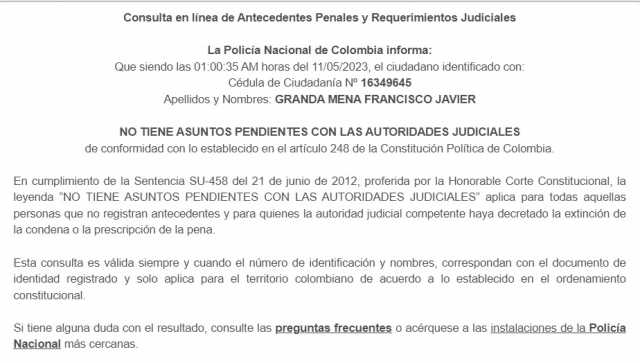 Consulta en línea de Antecedentes Penales y Requerimientos Judiciales
La Policía Nacional de Colombia informa:
Que siendo las 01:00:35 AM horas del 11/05/2023, el ciudadano identificado con:
Cédula de Ciudadanía Nº 16349645
Apellidos y Nombres: GRANDA MENA FRANCISCO JAVIER
NO TIENE ASUNTOS PENDIENTES CON LAS AUTORIDADES JUDICIALES
de conformidad con lo establecido en el artículo 248 de la Constitución Política de Colombia.
En cumplimiento de la Sentencia SU-458 del 21 de junio de 2012, proferida por la Honorable Corte Constitucional, la
leyenda "NO TIENE ASUNTOS PENDIENTES CON LAS AUTORIDADES JUDICIALES" aplica para todas aquellas
personas que no registran antecedentes y para quienes la autoridad judicial competente haya decretado la extinción de
la condena o la prescripción de la pena.
Esta consulta es válida siempre y cuando el número de identificación y nombres, correspondan con el documento de
identidad registrado y solo aplica para el territorio colombiano de acuerdo a lo establecido en el ordenamiento
constitucional.
Si tiene alguna duda con el resultado, consulte las preguntas frecuentes o acérquese a las instalaciones de la Policía
Nacional más cercanas.